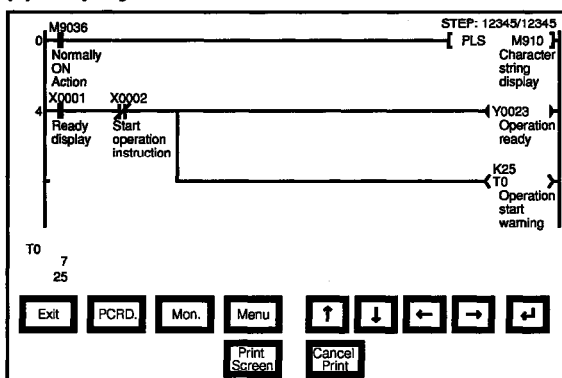 STEP: 12345/12345
M9036
0
PLS M910
Normally
ON
Action
Character
string
display
X0001 X0002
4
Y0023
Ready
display
Start
operation
instruction
Operation
ready
K25
T0
Operation
start
warning
T0
7
25
Exit PCRD. Mon. Menu ↑ ↓ ← → ↵
Print
Screen
Cancel
Print